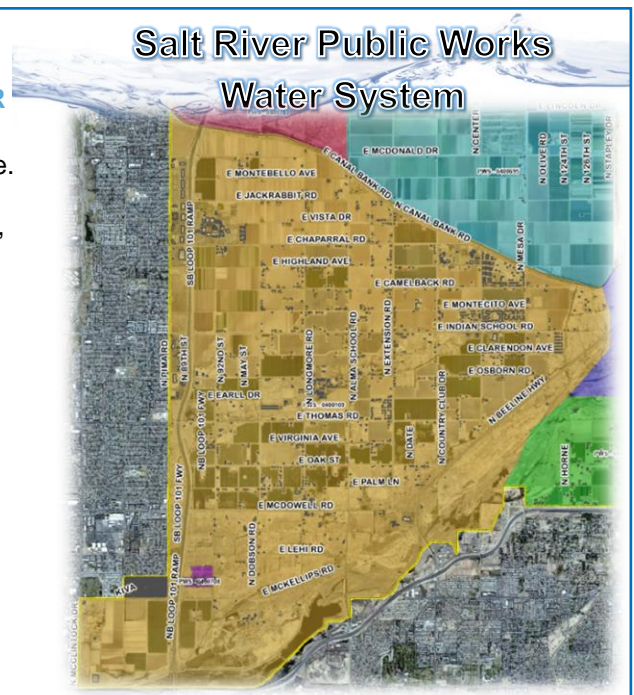 Salt River Public Works
Water System
R
e.
,
E LINCOLN DR
N CENTER
E MCDONALD DR
N OLIVE RD
N 124TH ST
N 126TH ST
N STAPLEY DR
E CANAL BANK RD
N CANAL BANK RD
E MONTEBELLO AVE
E JACKRABBIT RD
SB LOOP 101 RAMP
E VISTA DR
E CHAPARRAL RD
N MESA DR
E HIGHLAND AVE
E CAMELBACK RD
E MONTECITO AVE
E INDIAN SCHOOL RD
E CLARENDON AVE
E OSBORN RD
N PIMA RD
N 89TH ST
N 92ND ST
N MAY ST
N LONGMORE RD
N ALMA SCHOOL RD
N EXTENSION RD
N COUNTRY CLUB DR
N BEELINE HWY
E EARLL DR
E THOMAS RD
NB LOOP 101 FWY
E VIRGINIA AVE
N DATE
E OAK ST
N HORNE
E PALM LN
SB LOOP 101 FWY
E MCDOWELL RD
N DOBSON RD
E LEHI RD
E MCKELLIPS RD
NB LOOP 101 RAMP
N MCCLINTOCK DR